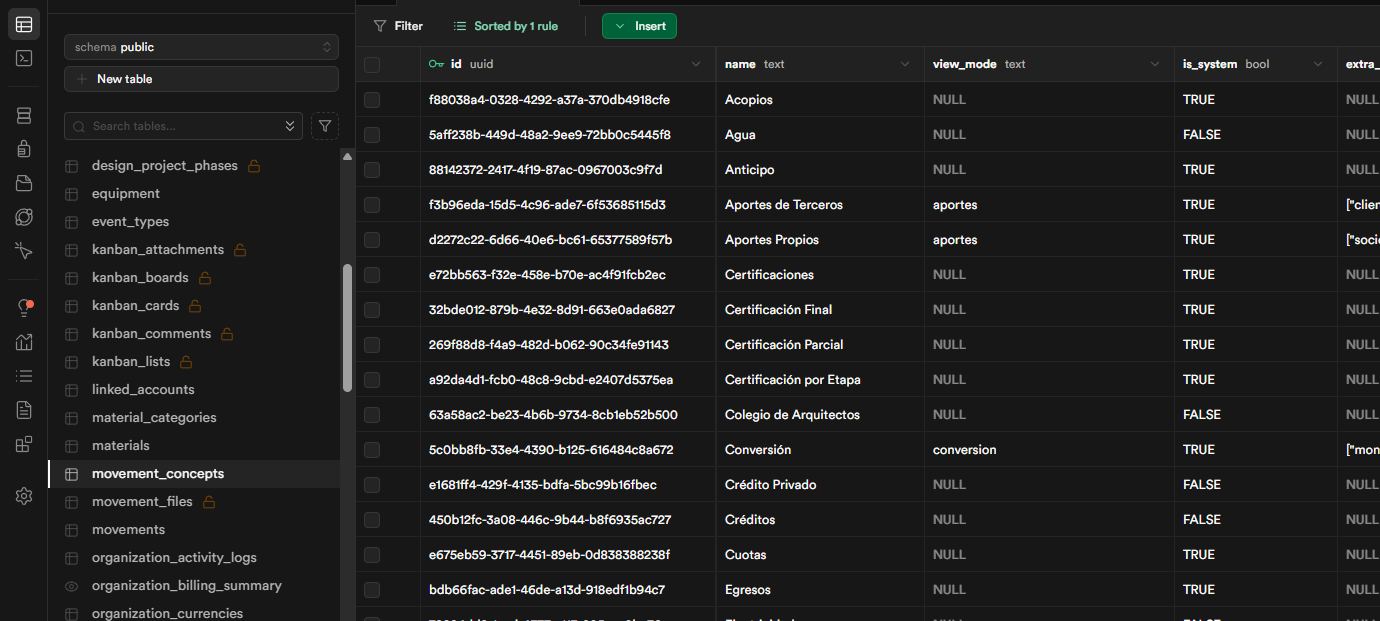 schema public
New table
Search tables...
design_project_phases
equipment
event_types
kanban_attachments
kanban_boards
kanban_cards
kanban_comments
kanban_lists
linked_accounts
material_categories
materials
movement_concepts
movement_files
movements
organization_activity_logs
organization_billing_summary
organization_currencies
Filter Sorted by 1 rule Insert
id uuid name text view_mode text is_system bool extra_
f88038a4-0328-4292-a37a-370db4918cfe Acopios NULL TRUE NULL
5aff238b-449d-48a2-9ee9-72bb0c5445f8 Agua NULL FALSE NULL
88142372-2417-4f19-87ac-0967003c9f7d Anticipo NULL TRUE NULL
f3b96eda-15d5-4c96-ade7-6f53685115d3 Aportes de Terceros aportes TRUE ["clien
d2272c22-6d66-40e6-bc61-65377589f57b Aportes Propios aportes TRUE ["soci
e72bb563-f32e-458e-b70e-ac4f91fcb2ec Certificaciones NULL TRUE NULL
32bde012-879b-4e32-8d91-663e0ada6827 Certificación Final NULL TRUE NULL
269f88d8-f4a9-482d-b062-90c34fe91143 Certificación Parcial NULL TRUE NULL
a92da4d1-fcb0-48c8-9cbd-e2407d5375ea Certificación por Etapa NULL TRUE NULL
63a58ac2-be23-4b6b-9734-8cb1eb52b500 Colegio de Arquitectos NULL FALSE NULL
5c0bb8fb-33e4-4390-b125-616484c8a672 Conversión conversion TRUE ["mon
e1681ff4-429f-4135-bdfa-5bc99b16fbec Crédito Privado NULL FALSE NULL
450b12fc-3a08-446c-9b44-b8f6935ac727 Créditos NULL FALSE NULL
e675eb59-3717-4451-89eb-0d838388238f Cuotas NULL TRUE NULL
bdb66fac-ade1-46de-a13d-918edf1b94c7 Egresos NULL TRUE NULL